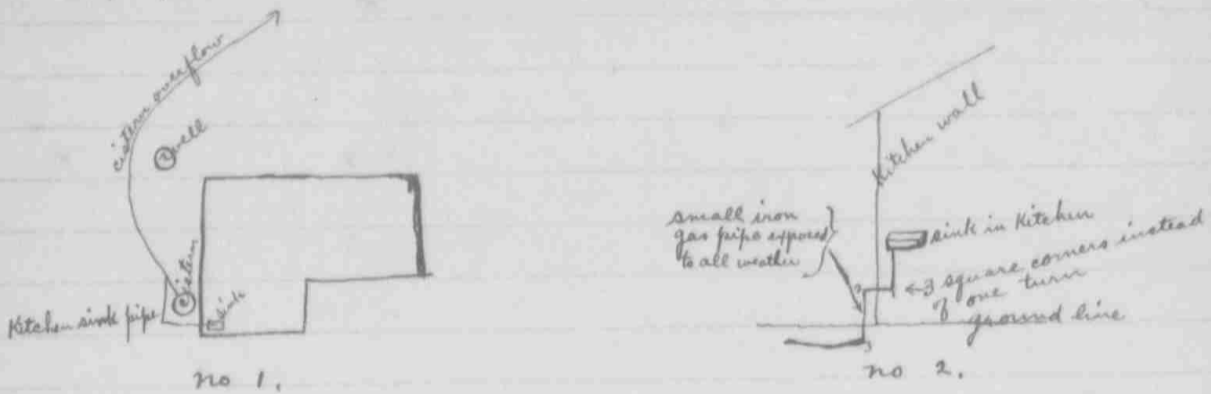 cistern overflow
well
cistern
sink
Kitchen sink pipe
no 1.
Kitchen wall
small iron
gas pipe exposed
to all weather
sink in Kitchen
3 square corners instead
of one turn
ground line
no 2.